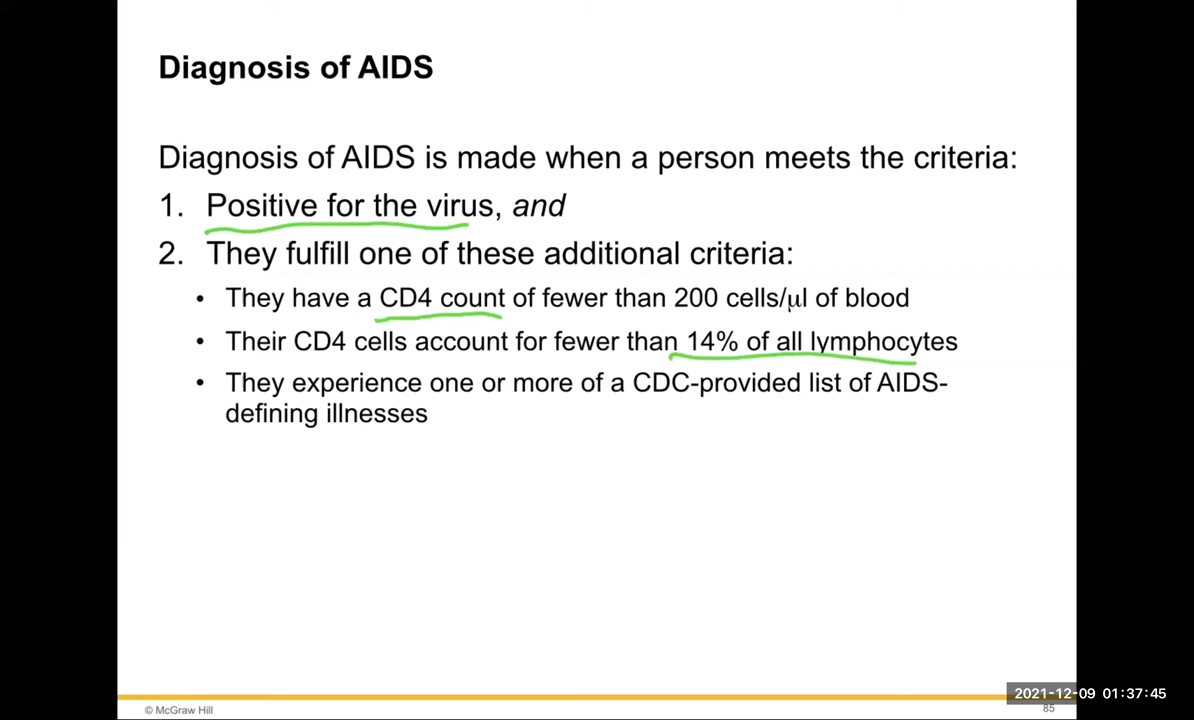 Diagnosis of AIDS
Diagnosis of AIDS is made when a person meets the criteria:
1. Positive for the virus, and
2. They fulfill one of these additional criteria:
• They have a CD4 count of fewer than 200 cells/μl of blood
• Their CD4 cells account for fewer than 14% of all lymphocytes
• They experience one or more of a CDC-provided list of AIDS-
defining illnesses
2021-12-09 01:37:45
© McGraw Hill
85